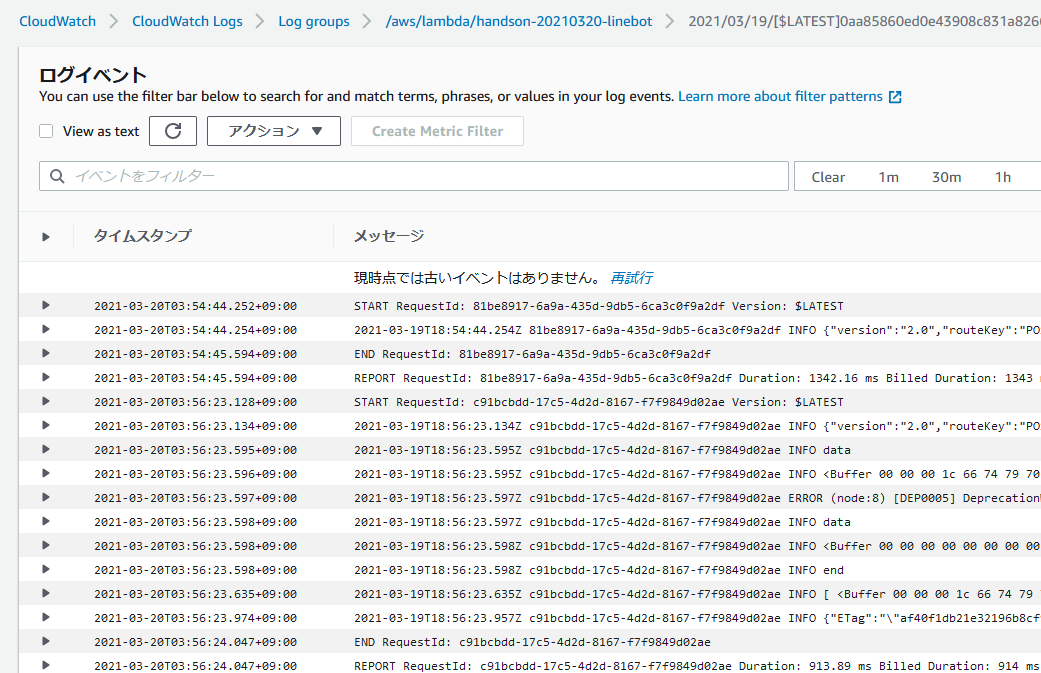 CloudWatch > CloudWatch Logs > Log groups > /aws/lambda/handson-20210320-linebot > 2021/03/19/[$LATEST]0aa85860ed0e43908c831a826
ログイベント
You can use the filter bar below to search for and match terms, phrases, or values in your log events. Learn more about filter patterns
View as text アクション ▼ Create Metric Filter
イベントをフィルター Clear 1m 30m 1h
タイムスタンプ メッセージ
現時点では古いイベントはありません。 再試行
2021-03-20T03:54:44.252+09:00 START RequestId: 81be8917-6a9a-435d-9db5-6ca3c0f9a2df Version: $LATEST
2021-03-20T03:54:44.254+09:00 2021-03-19T18:54:44.254Z 81be8917-6a9a-435d-9db5-6ca3c0f9a2df INFO {"version":"2.0","routeKey":"PO
2021-03-20T03:54:45.594+09:00 END RequestId: 81be8917-6a9a-435d-9db5-6ca3c0f9a2df
2021-03-20T03:54:45.594+09:00 REPORT RequestId: 81be8917-6a9a-435d-9db5-6ca3c0f9a2df Duration: 1342.16 ms Billed Duration: 1343
2021-03-20T03:56:23.128+09:00 START RequestId: c91bcbdd-17c5-4d2d-8167-f7f9849d02ae Version: $LATEST
2021-03-20T03:56:23.134+09:00 2021-03-19T18:56:23.134Z c91bcbdd-17c5-4d2d-8167-f7f9849d02ae INFO {"version":"2.0","routeKey":"PO
2021-03-20T03:56:23.595+09:00 2021-03-19T18:56:23.595Z c91bcbdd-17c5-4d2d-8167-f7f9849d02ae INFO data
2021-03-20T03:56:23.596+09:00 2021-03-19T18:56:23.595Z c91bcbdd-17c5-4d2d-8167-f7f9849d02ae INFO <Buffer 00 00 00 1c 66 74 79 70
2021-03-20T03:56:23.597+09:00 2021-03-19T18:56:23.597Z c91bcbdd-17c5-4d2d-8167-f7f9849d02ae ERROR (node:8) [DEP0005] Deprecation
2021-03-20T03:56:23.598+09:00 2021-03-19T18:56:23.597Z c91bcbdd-17c5-4d2d-8167-f7f9849d02ae INFO data
2021-03-20T03:56:23.598+09:00 2021-03-19T18:56:23.598Z c91bcbdd-17c5-4d2d-8167-f7f9849d02ae INFO <Buffer 00 00 00 00 00 00 00 00
2021-03-20T03:56:23.598+09:00 2021-03-19T18:56:23.598Z c91bcbdd-17c5-4d2d-8167-f7f9849d02ae INFO end
2021-03-20T03:56:23.635+09:00 2021-03-19T18:56:23.635Z c91bcbdd-17c5-4d2d-8167-f7f9849d02ae INFO [ <Buffer 00 00 00 1c 66 74 79
2021-03-20T03:56:23.974+09:00 2021-03-19T18:56:23.957Z c91bcbdd-17c5-4d2d-8167-f7f9849d02ae INFO {"ETag":"\"af40f1db21e32196b8cf
2021-03-20T03:56:24.047+09:00 END RequestId: c91bcbdd-17c5-4d2d-8167-f7f9849d02ae
2021-03-20T03:56:24.047+09:00 REPORT RequestId: c91bcbdd-17c5-4d2d-8167-f7f9849d02ae Duration: 913.89 ms Billed Duration: 914 ms